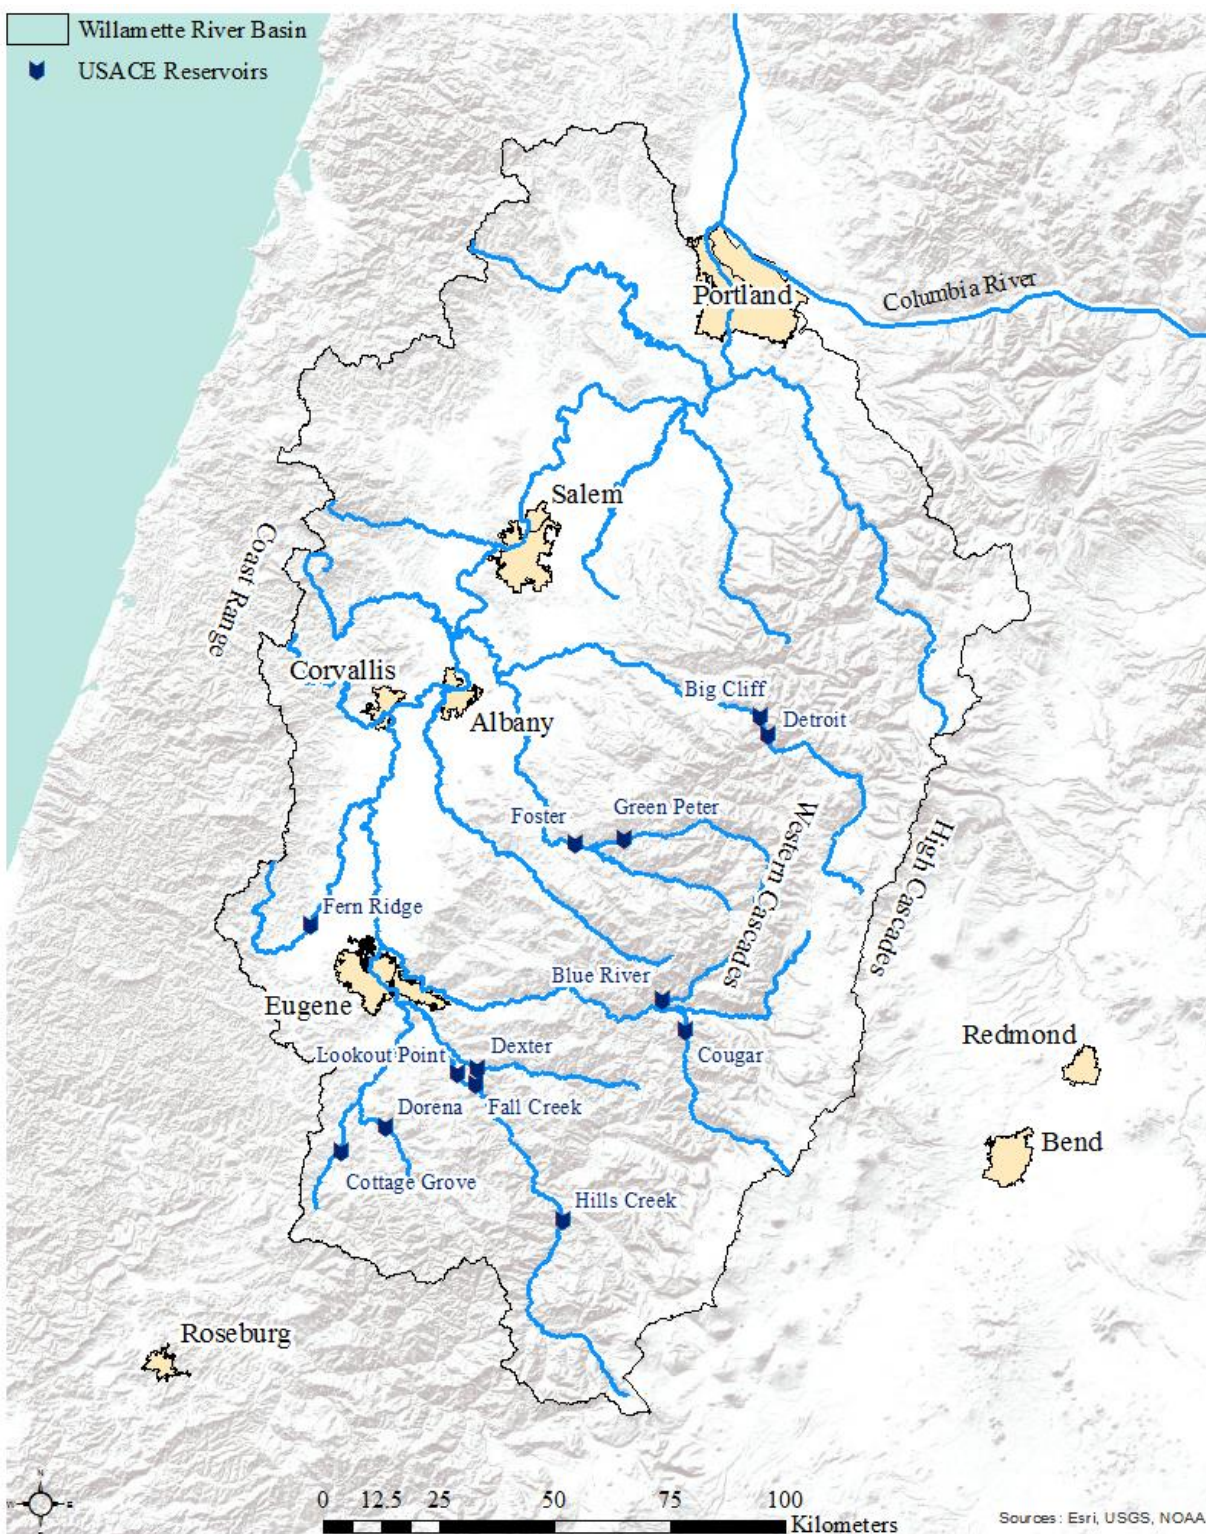 Willamette River Basin
USACE Reservoirs
Portland
Columbia River
Salem
Coast Range
Corvallis
Albany
Big Cliff
Detroit
Foster
Green Peter
Western Cascades
High Cascades
Fern Ridge
Blue River
Eugene
Cougar
Redmond
Lookout Point
Dexter
Dorena
Fall Creek
Bend
Cottage Grove
Hills Creek
Roseburg
N
W
E
S
0 12.5 25 50 75 100
Kilometers
Sources: Esri, USGS, NOAA